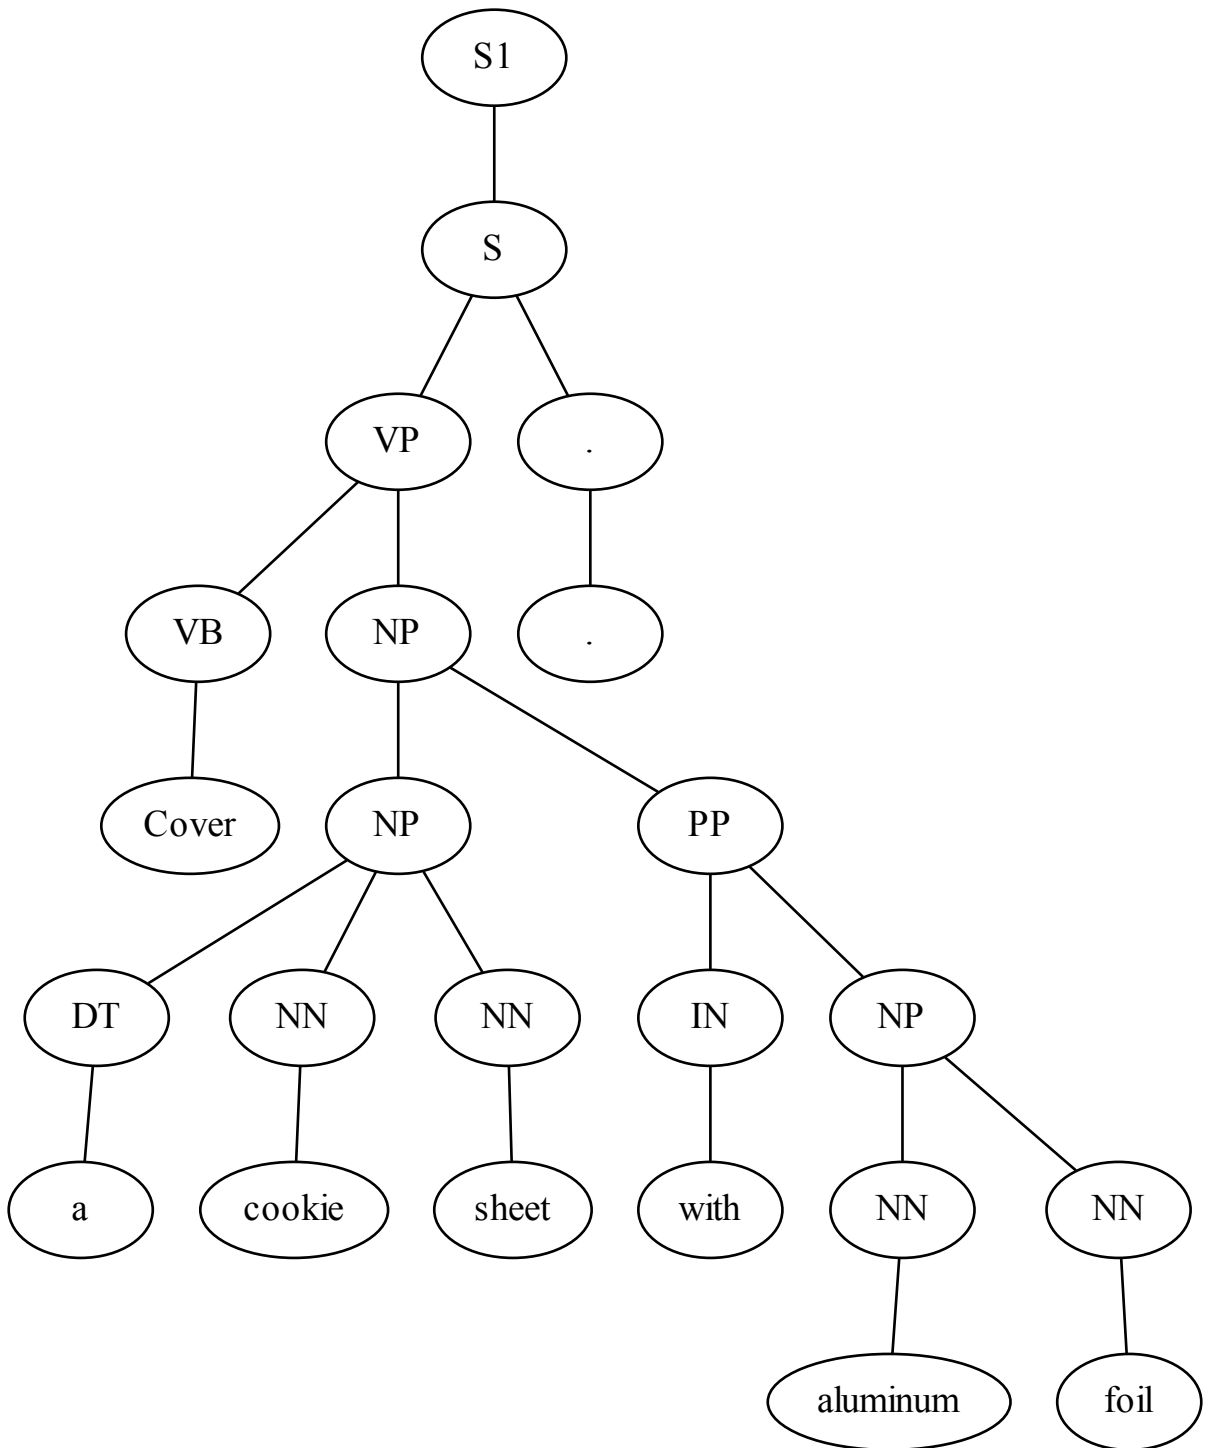 S1
S
VP .
VB NP .
Cover NP PP
DT NN NN IN NP
a cookie sheet with NN NN
aluminum foil